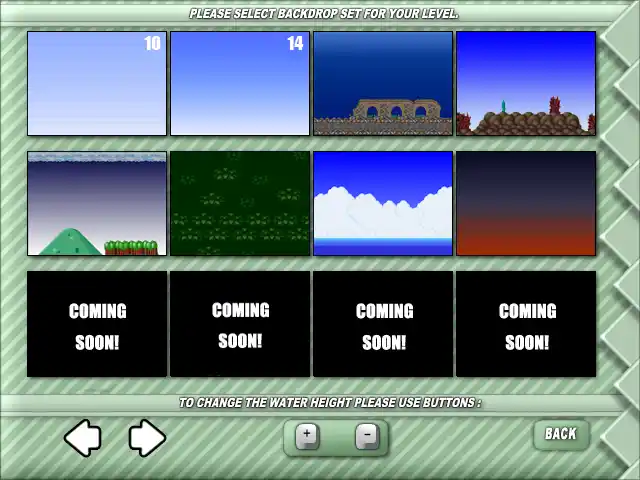 PLEASE SELECT BACKDROP SET FOR YOUR LEVEL.
10
14
COMING
SOON!
COMING
SOON!
COMING
SOON!
COMING
SOON!
TO CHANGE THE WATER HEIGHT PLEASE USE BUTTONS :
+
−
BACK